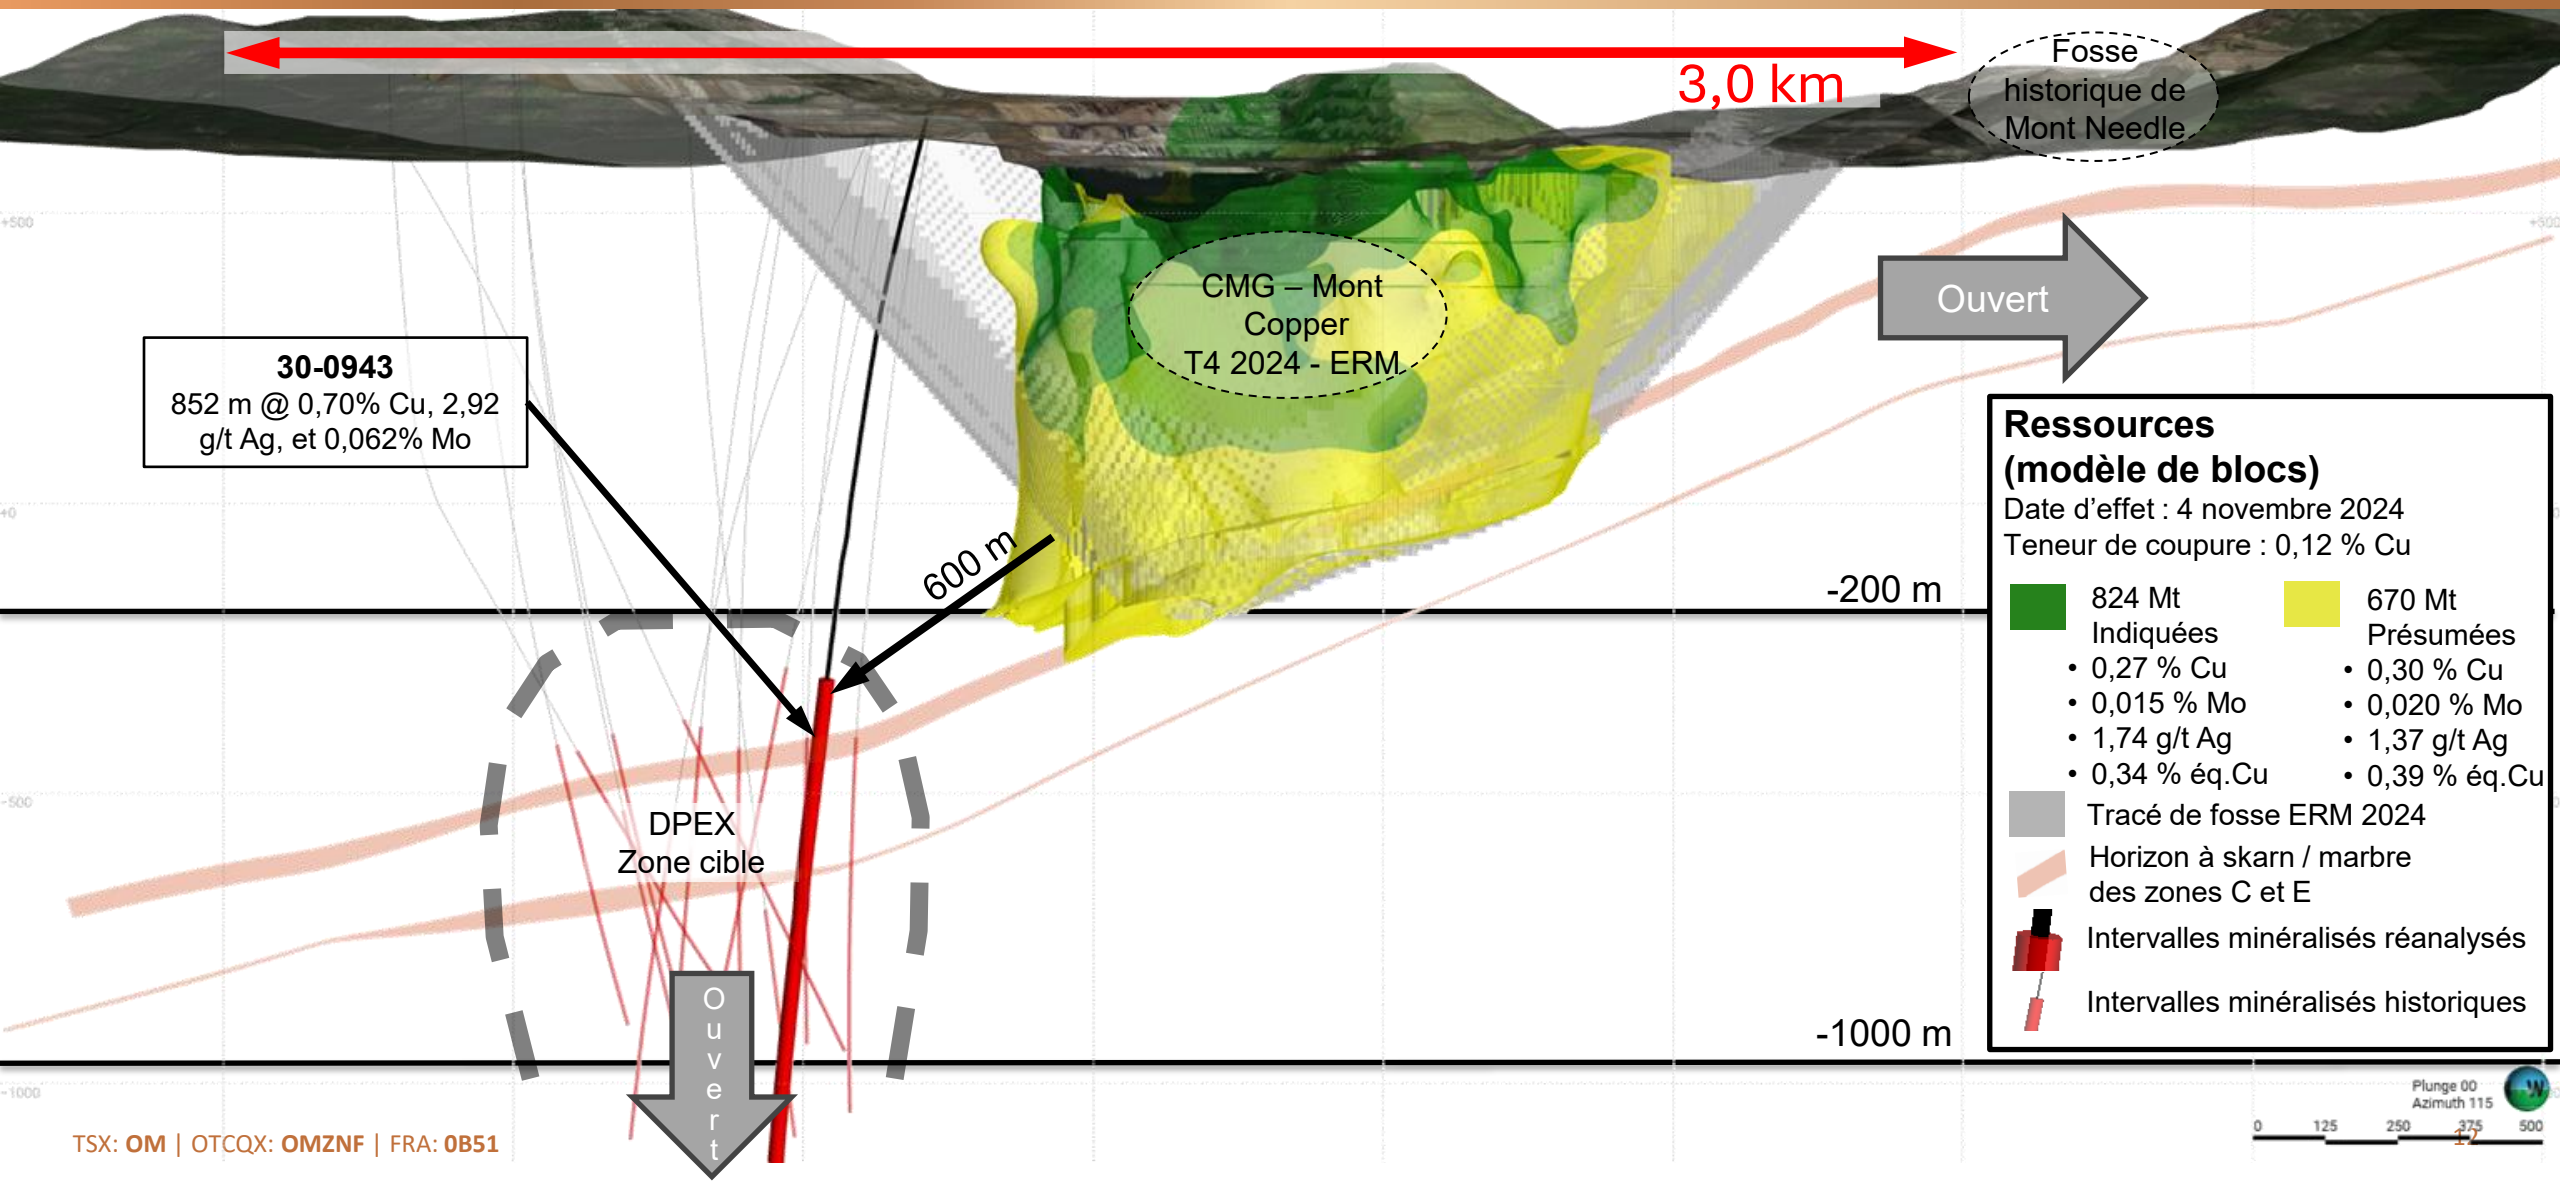 3,0 km
Fosse
historique de
Mont Needle
+500
+500
CMG – Mont
Copper
T4 2024 - ERM
Ouvert
30-0943
852 m @ 0,70% Cu, 2,92
g/t Ag, et 0,062% Mo
+0
600 m
-200 m
Ressources
(modèle de blocs)
Date d’effet : 4 novembre 2024
Teneur de coupure : 0,12 % Cu
824 Mt
Indiquées
• 0,27 % Cu
• 0,015 % Mo
• 1,74 g/t Ag
• 0,34 % éq.Cu
670 Mt
Présumées
• 0,30 % Cu
• 0,020 % Mo
• 1,37 g/t Ag
• 0,39 % éq.Cu
Tracé de fosse ERM 2024
Horizon à skarn / marbre
des zones C et E
Intervalles minéralisés réanalysés
Intervalles minéralisés historiques
-500
DPEX
Zone cible
Ouvert
-1000 m
-1000
Plunge 00
Azimuth 115
W
0 125 250 375 500
TSX: OM | OTCQX: OMZNF | FRA: 0B51
12